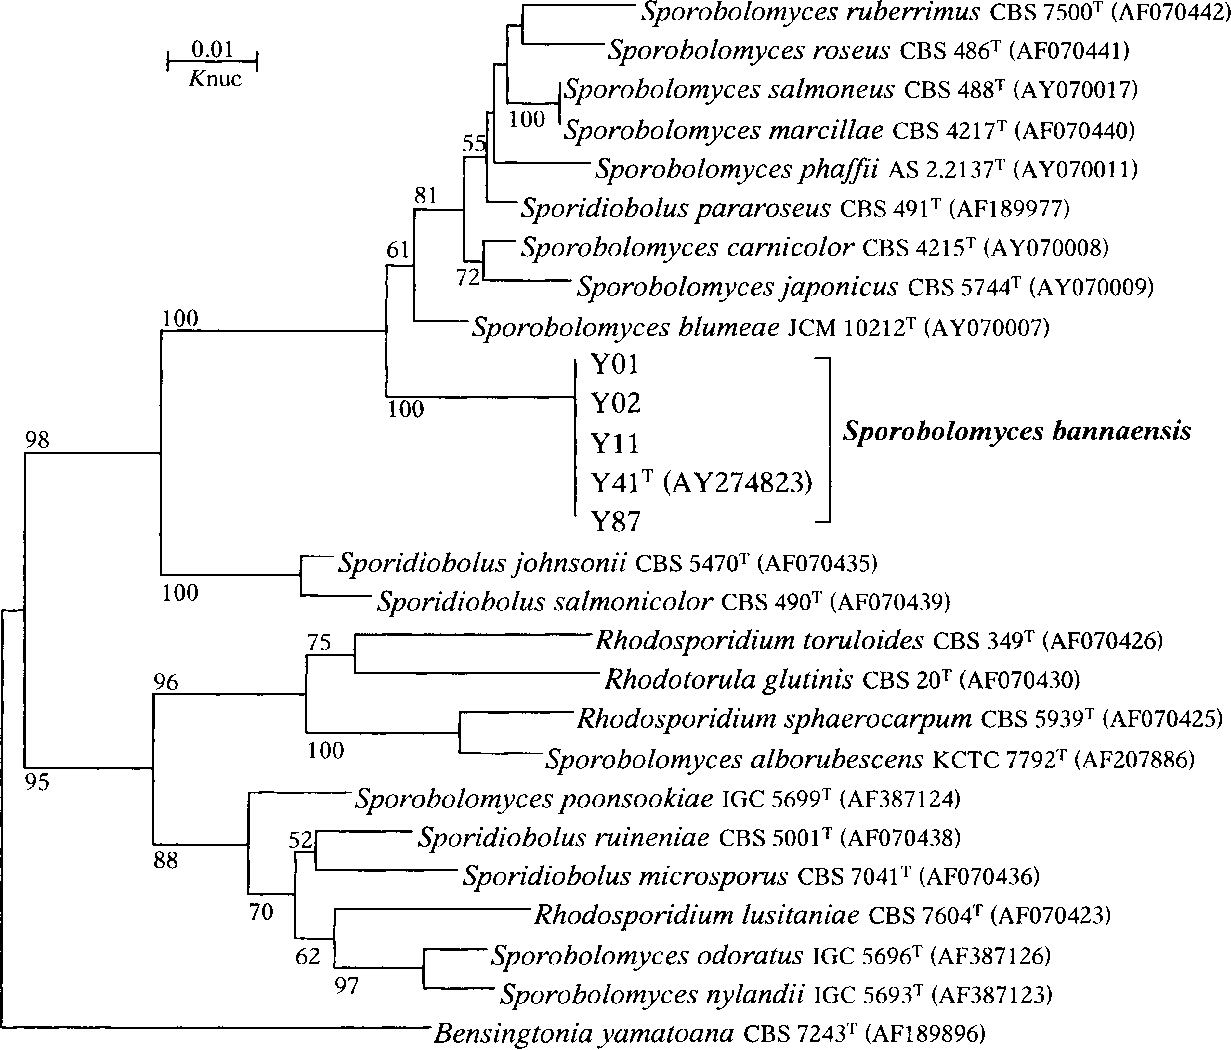 Sporobolomyces ruberrimus CBS 7500ᵀ (AF070442)
0.01
Knuc
Sporobolomyces roseus CBS 486ᵀ (AF070441)
Sporobolomyces salmoneus CBS 488ᵀ (AY070017)
100
Sporobolomyces marcillae CBS 4217ᵀ (AF070440)
55
Sporobolomyces phaffii AS 2.2137ᵀ (AY070011)
81
Sporidiobolus pararoseus CBS 491ᵀ (AF189977)
61
Sporobolomyces carnicolor CBS 4215ᵀ (AY070008)
72
Sporobolomyces japonicus CBS 5744ᵀ (AY070009)
100
Sporobolomyces blumeae JCM 10212ᵀ (AY070007)
Y01
100
Y02
Sporobolomyces bannaensis
98
Y11
Y41ᵀ (AY274823)
Y87
Sporidiobolus johnsonii CBS 5470ᵀ (AF070435)
100
Sporidiobolus salmonicolor CBS 490ᵀ (AF070439)
75
Rhodosporidium toruloides CBS 349ᵀ (AF070426)
96
Rhodotorula glutinis CBS 20ᵀ (AF070430)
Rhodosporidium sphaerocarpum CBS 5939ᵀ (AF070425)
100
Sporobolomyces alborubescens KCTC 7792ᵀ (AF207886)
95
Sporobolomyces poonsookiae IGC 5699ᵀ (AF387124)
52
Sporidiobolus ruineniae CBS 5001ᵀ (AF070438)
88
Sporidiobolus microsporus CBS 7041ᵀ (AF070436)
70
Rhodosporidium lusitaniae CBS 7604ᵀ (AF070423)
62
Sporobolomyces odoratus IGC 5696ᵀ (AF387126)
97
Sporobolomyces nylandii IGC 5693ᵀ (AF387123)
Bensingtonia yamatoana CBS 7243ᵀ (AF189896)